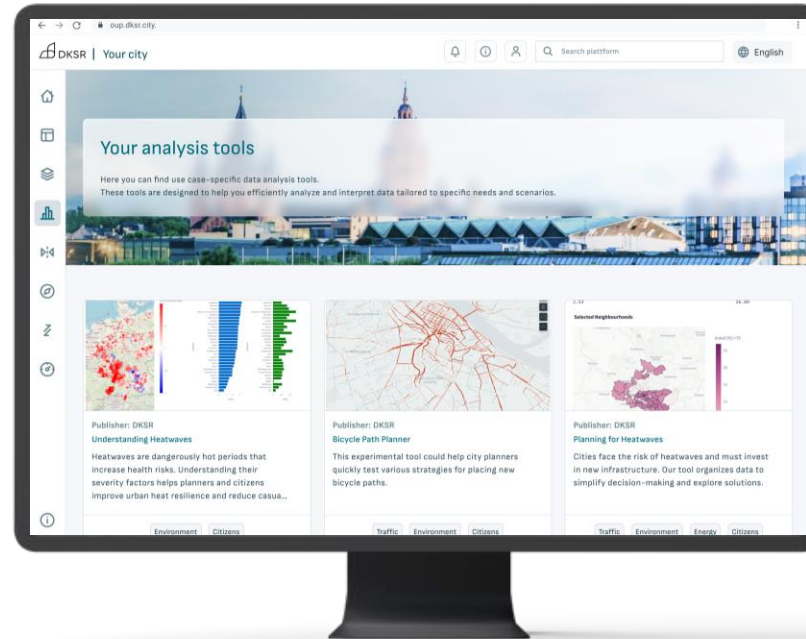 oup.dksr.city.
DKSR | Your city
Search plattform
English
Your analysis tools
Here you can find use case-specific data analysis tools.
These tools are designed to help you efficiently analyze and interpret data tailored to specific needs and scenarios.
Selected Neighbourhoods
Publisher: DKSR
Understanding Heatwaves
Heatwaves are dangerously hot periods that
increase health risks. Understanding their
severity factors helps planners and citizens
improve urban heat resilience and reduce casua...
Environment Citizens
Publisher: DKSR
Bicycle Path Planner
This experimental tool could help city planners
quickly test various strategies for placing new
bicycle paths.
Traffic Environment Citizens
Publisher: DKSR
Planning for Heatwaves
Cities face the risk of heatwaves and must invest
in new infrastructure. Our tool organizes data to
simplify decision-making and explore solutions.
Traffic Environment Energy Citizens